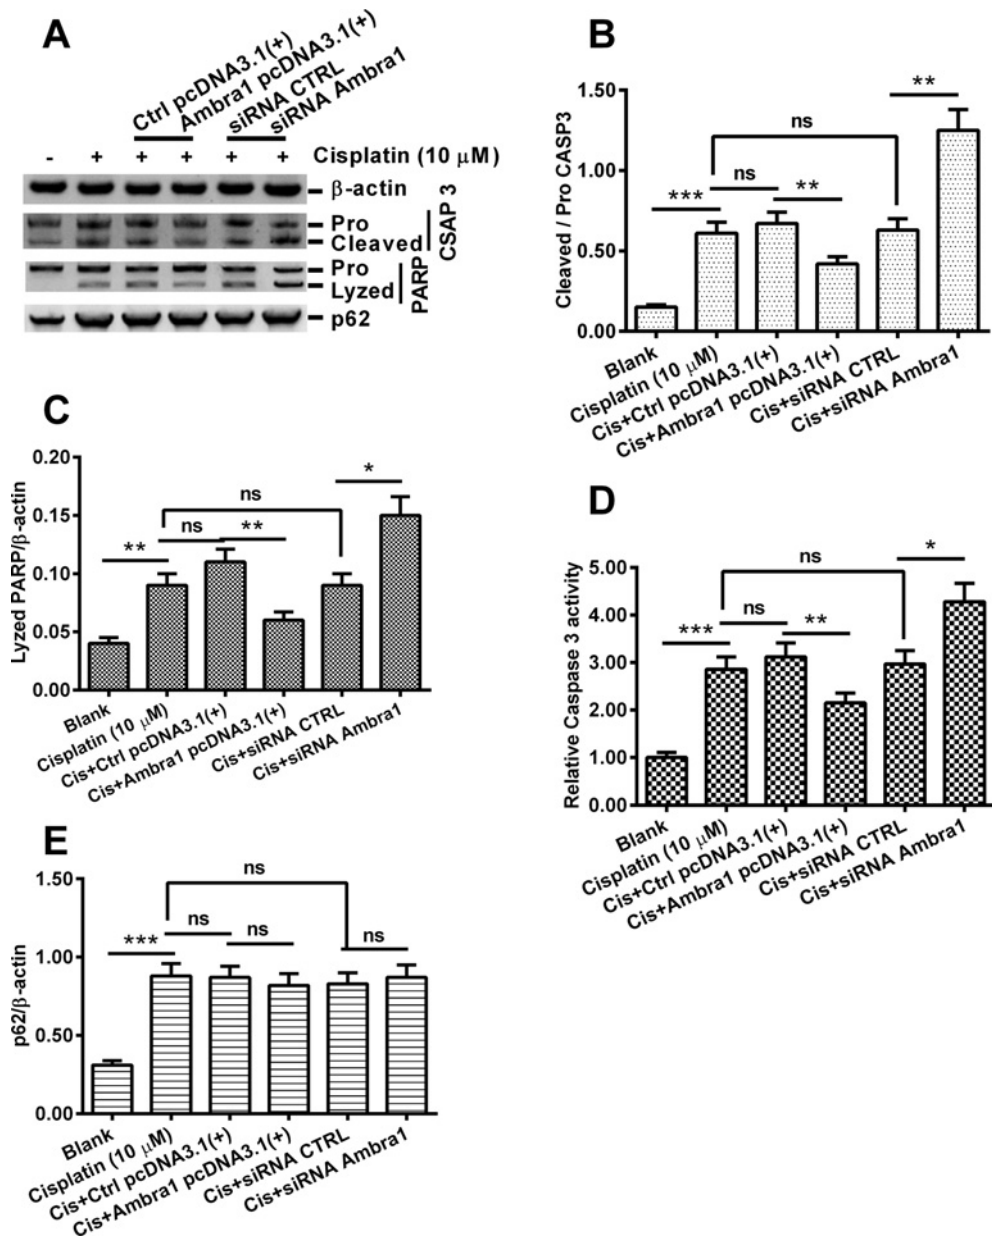 A
Ctrl pcDNA3.1(+)
Ambra1 pcDNA3.1(+)
siRNA CTRL
siRNA Ambra1
- + + + + + Cisplatin (10 μM)
β-actin
Pro
Cleaved
CSAP 3
Pro
Lyzed
PARP
p62
B
Cleaved / Pro CASP3
1.50
1.00
0.50
0.00
***
ns
**
ns
**
Blank
Cisplatin (10 μM)
Cis+Ctrl pcDNA3.1(+)
Cis+Ambra1 pcDNA3.1(+)
Cis+siRNA CTRL
Cis+siRNA Ambra1
C
Lyzed PARP/β-actin
0.20
0.15
0.10
0.05
0.00
**
ns
**
ns
*
Blank
Cisplatin (10 μM)
Cis+Ctrl pcDNA3.1(+)
Cis+Ambra1 pcDNA3.1(+)
Cis+siRNA CTRL
Cis+siRNA Ambra1
D
Relative Caspase 3 activity
5.00
4.00
3.00
2.00
1.00
0.00
***
ns
**
ns
*
Blank
Cisplatin (10 μM)
Cis+Ctrl pcDNA3.1(+)
Cis+Ambra1 pcDNA3.1(+)
Cis+siRNA CTRL
Cis+siRNA Ambra1
E
p62/β-actin
1.50
1.00
0.50
0.00
***
ns
ns
ns
ns
Blank
Cisplatin (10 μM)
Cis+Ctrl pcDNA3.1(+)
Cis+Ambra1 pcDNA3.1(+)
Cis+siRNA CTRL
Cis+siRNA Ambra1